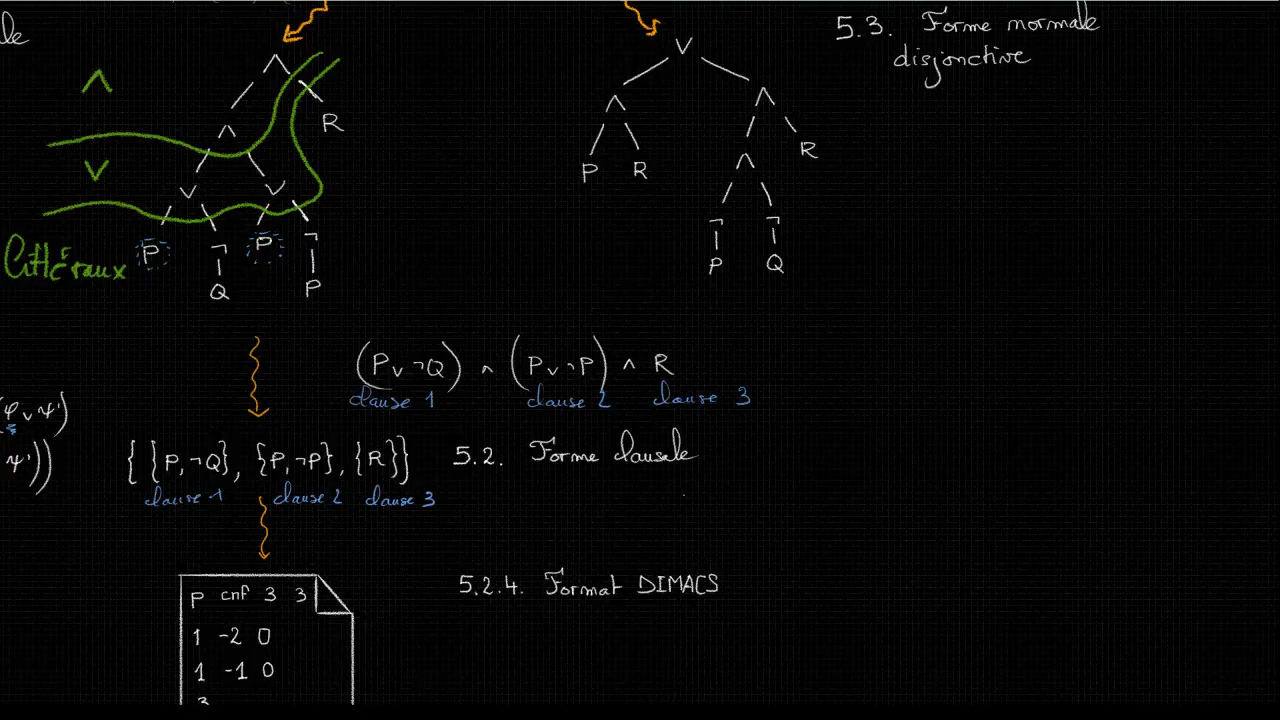 le
5.3. Forme normale
disjonctive
∧
∨
Littéraux
∧
∧ R
∨ ∨
P ¬ P ¬
Q P
∨
∧ ∧
P R ∧ R
¬ ¬
P Q
(P ∨ ¬Q) ∧ (P ∨ ¬P) ∧ R
clause 1 clause 2 clause 3
(φ ∨ ψ')
ψ'))
{ {P, ¬Q}, {P, ¬P}, {R}}
clause 1 clause 2 clause 3
5.2. Forme clausale
5.2.4. Format DIMACS
p cnf 3 3
1 -2 0
1 -1 0